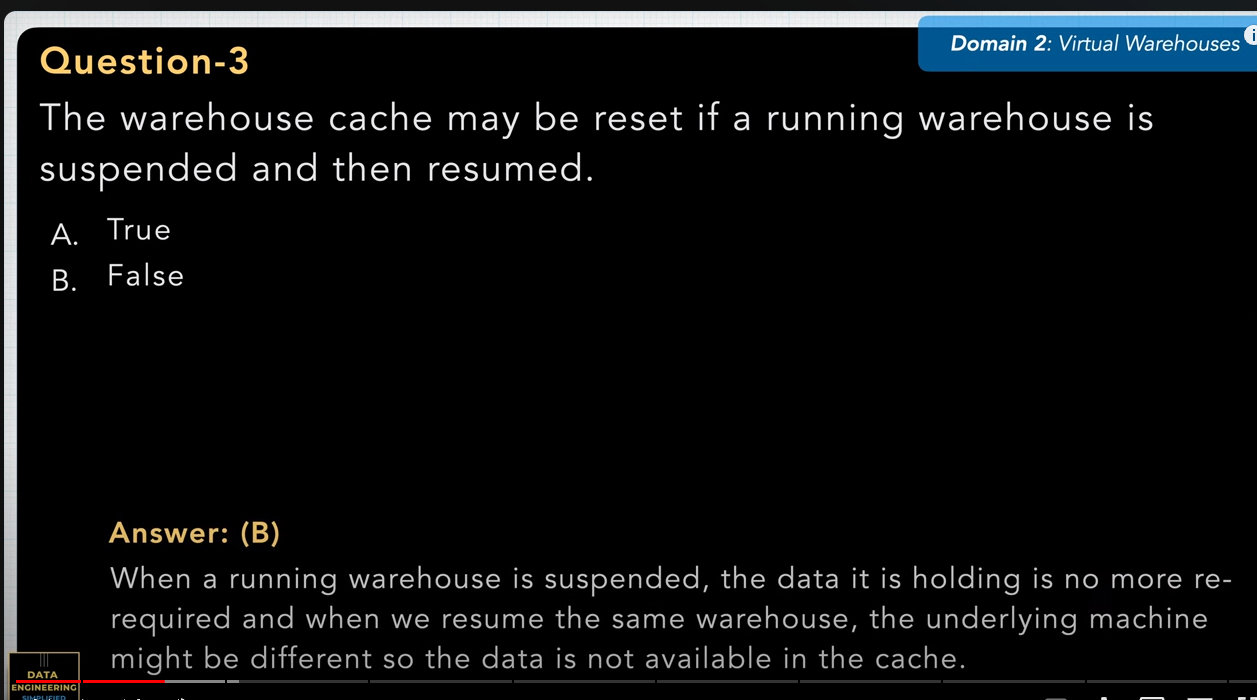 Domain 2: Virtual Warehouses
Question-3
The warehouse cache may be reset if a running warehouse is
suspended and then resumed.
A. True
B. False
Answer: (B)
When a running warehouse is suspended, the data it is holding is no more re-
required and when we resume the same warehouse, the underlying machine
might be different so the data is not available in the cache.
DATA
ENGINEERING
SIMPLIFIED